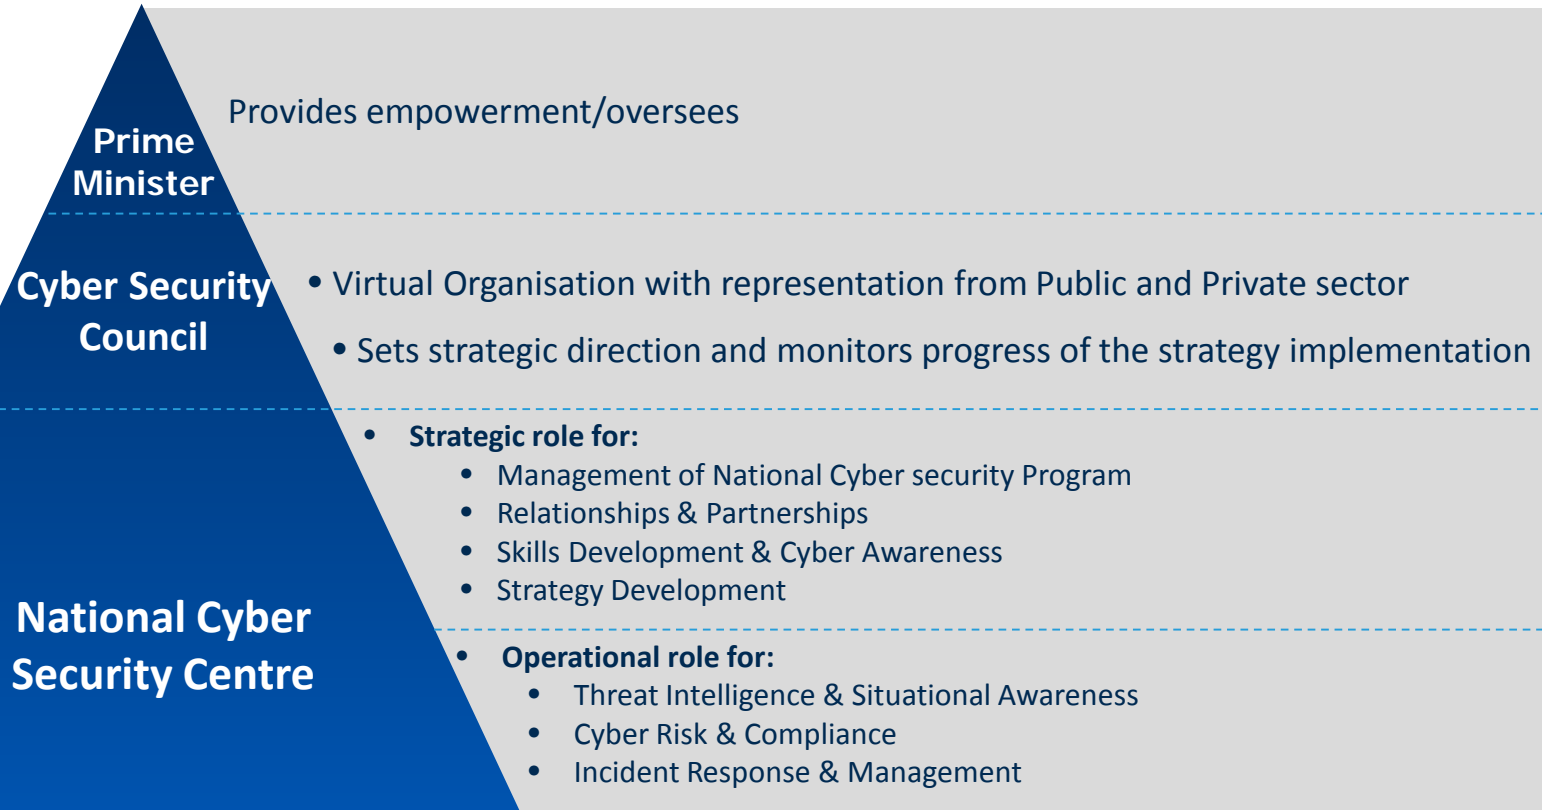 Prime
Minister
Provides empowerment/oversees
Cyber Security
Council
• Virtual Organisation with representation from Public and Private sector
• Sets strategic direction and monitors progress of the strategy implementation
National Cyber
Security Centre
• Strategic role for:
• Management of National Cyber security Program
• Relationships & Partnerships
• Skills Development & Cyber Awareness
• Strategy Development
• Operational role for:
• Threat Intelligence & Situational Awareness
• Cyber Risk & Compliance
• Incident Response & Management